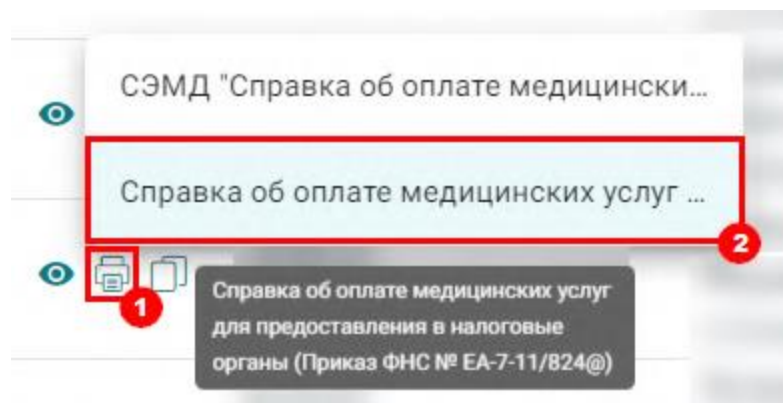 СЭМД "Справка об оплате медицински...
Справка об оплате медицинских услуг ...
2
1
Справка об оплате медицинских услуг
для предоставления в налоговые
органы (Приказ ФНС № ЕА-7-11/824@)